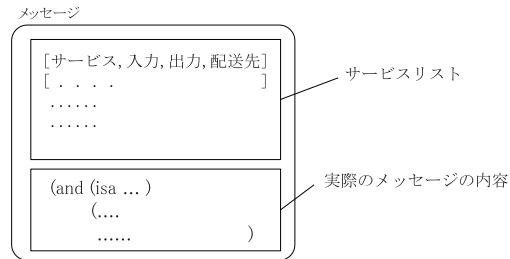 メッセージ
[サービス,入力,出力,配送先]
[ . . . . ]
......
......
サービスリスト
(and (isa ... )
(....
...... )
実際のメッセージの内容